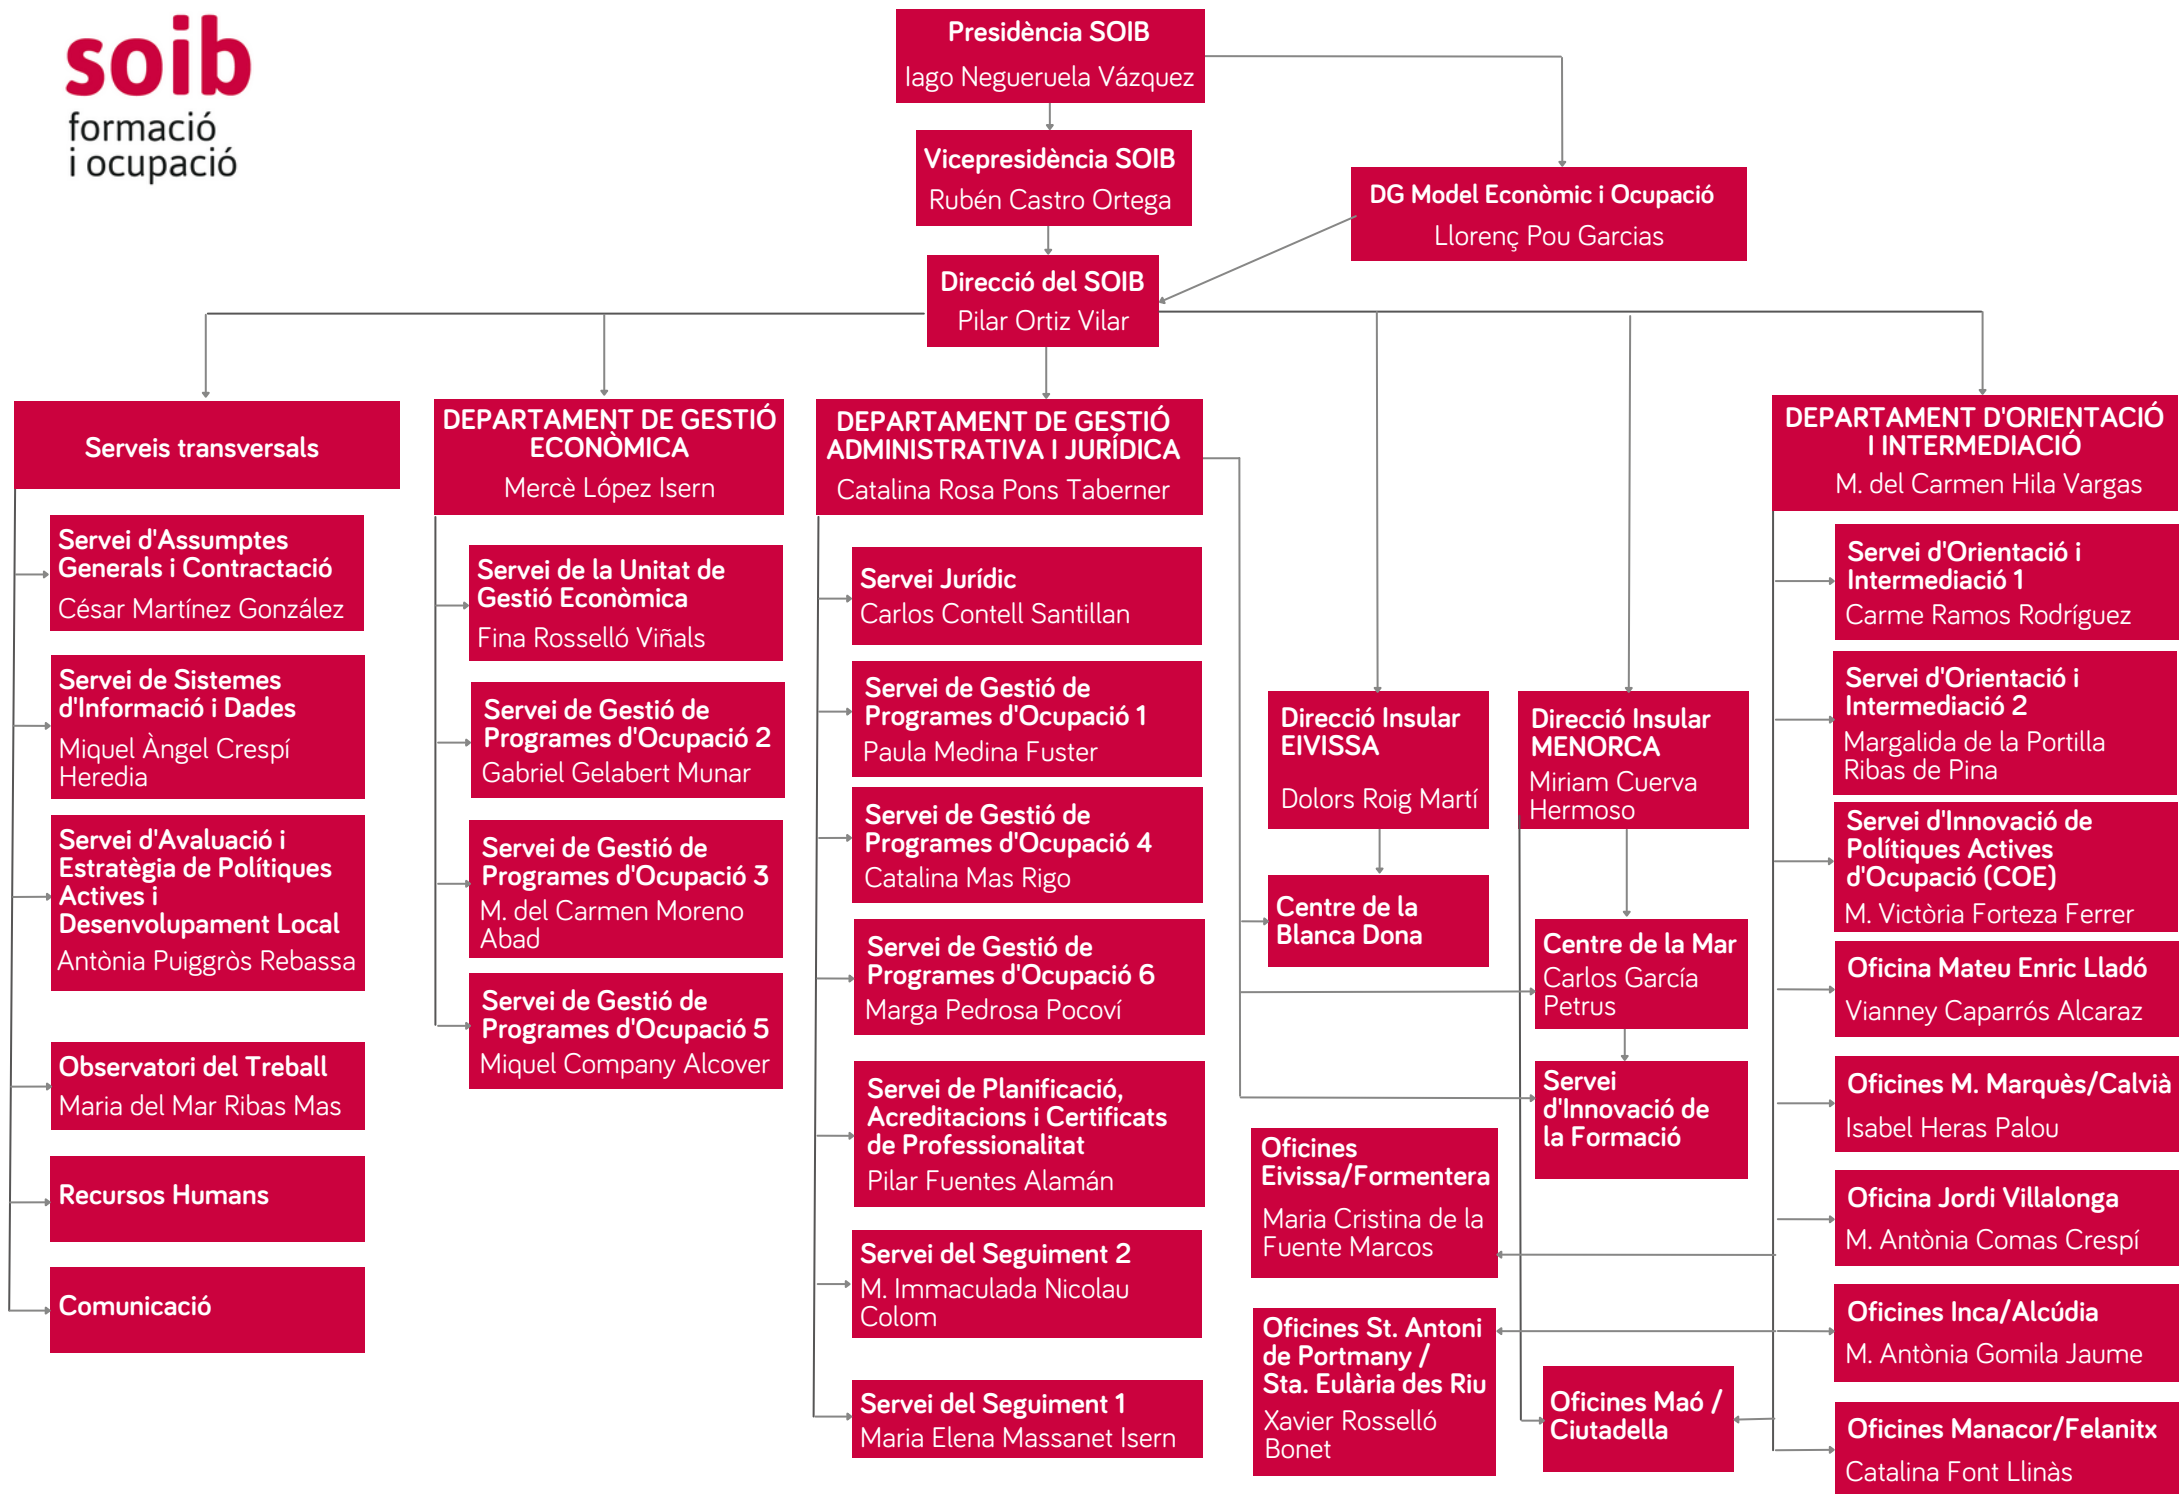 soib
formació
i ocupació
Presidència SOIB
Iago Negueruela Vázquez
Vicepresidència SOIB
Rubén Castro Ortega
DG Model Econòmic i Ocupació
Llorenç Pou Garcias
Direcció del SOIB
Pilar Ortiz Vilar
Serveis transversals
Servei d'Assumptes
Generals i Contractació
César Martínez González
Servei de Sistemes
d'Informació i Dades
Miquel Àngel Crespí
Heredia
Servei d'Avaluació i
Estratègia de Polítiques
Actives i
Desenvolupament Local
Antònia Puiggròs Rebassa
Observatori del Treball
Maria del Mar Ribas Mas
Recursos Humans
Comunicació
DEPARTAMENT DE GESTIÓ
ECONÒMICA
Mercè López Isern
Servei de la Unitat de
Gestió Econòmica
Fina Rosselló Viñals
Servei de Gestió de
Programes d'Ocupació 2
Gabriel Gelabert Munar
Servei de Gestió de
Programes d'Ocupació 3
M. del Carmen Moreno
Abad
Servei de Gestió de
Programes d'Ocupació 5
Miquel Company Alcover
DEPARTAMENT DE GESTIÓ
ADMINISTRATIVA I JURÍDICA
Catalina Rosa Pons Taberner
Servei Jurídic
Carlos Contell Santillan
Servei de Gestió de
Programes d'Ocupació 1
Paula Medina Fuster
Servei de Gestió de
Programes d'Ocupació 4
Catalina Mas Rigo
Servei de Gestió de
Programes d'Ocupació 6
Marga Pedrosa Pocoví
Servei de Planificació,
Acreditacions i Certificats
de Professionalitat
Pilar Fuentes Alamán
Servei del Seguiment 2
M. Immaculada Nicolau
Colom
Servei del Seguiment 1
Maria Elena Massanet Isern
Direcció Insular
EIVISSA
Dolors Roig Martí
Centre de la
Blanca Dona
Direcció Insular
MENORCA
Miriam Cuerva
Hermoso
Centre de la Mar
Carlos García
Petrus
Servei
d'Innovació de
la Formació
Oficines
Eivissa/Formentera
Maria Cristina de la
Fuente Marcos
Oficines St. Antoni
de Portmany /
Sta. Eulària des Riu
Xavier Rosselló
Bonet
Oficines Maó /
Ciutadella
DEPARTAMENT D'ORIENTACIÓ
I INTERMEDIACIÓ
M. del Carmen Hila Vargas
Servei d'Orientació i
Intermediació 1
Carme Ramos Rodríguez
Servei d'Orientació i
Intermediació 2
Margalida de la Portilla
Ribas de Pina
Servei d'Innovació de
Polítiques Actives
d'Ocupació (COE)
M. Victòria Forteza Ferrer
Oficina Mateu Enric Lladó
Vianney Caparrós Alcaraz
Oficines M. Marquès/Calvià
Isabel Heras Palou
Oficina Jordi Villalonga
M. Antònia Comas Crespí
Oficines Inca/Alcúdia
M. Antònia Gomila Jaume
Oficines Manacor/Felanitx
Catalina Font Llinàs